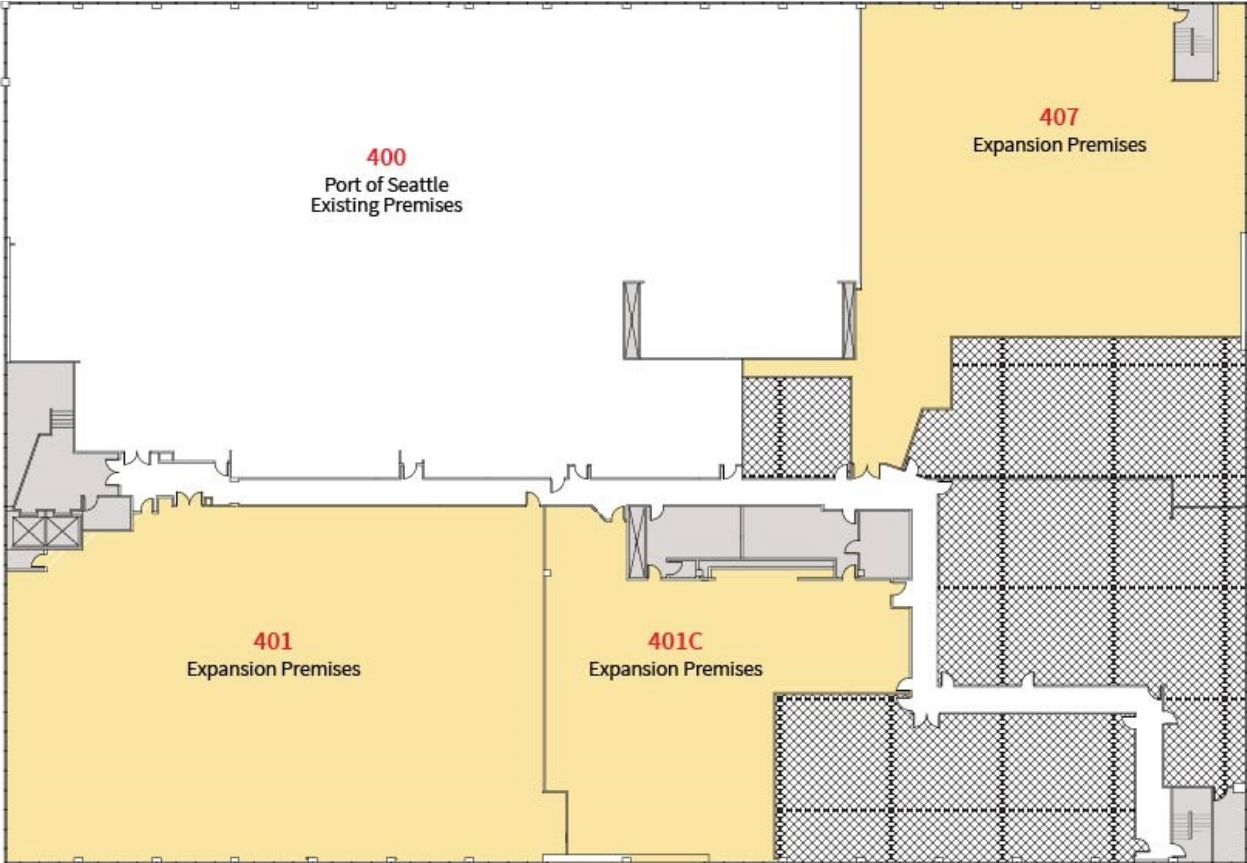 400
Port of Seattle
Existing Premises
407
Expansion Premises
401
Expansion Premises
401C
Expansion Premises